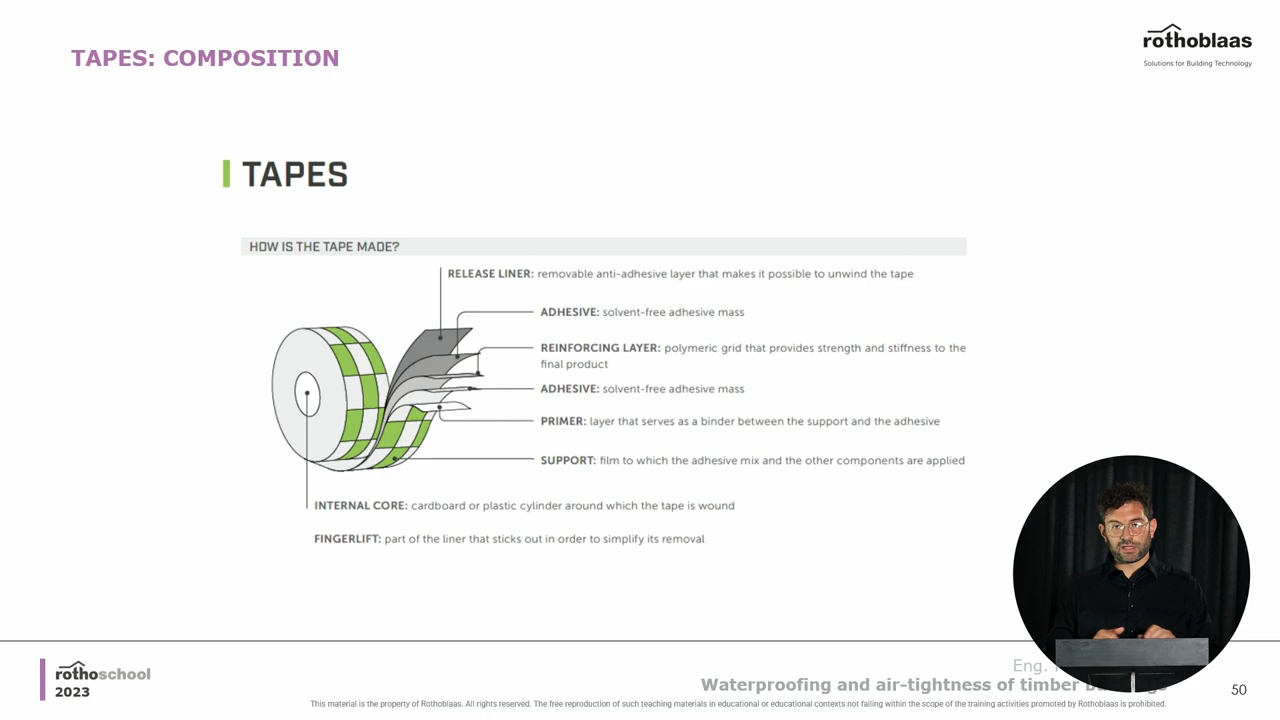 TAPES: COMPOSITION
rothoblaas
Solutions for Building Technology
TAPES
HOW IS THE TAPE MADE?
RELEASE LINER: removable anti-adhesive layer that makes it possible to unwind the tape
ADHESIVE: solvent-free adhesive mass
REINFORCING LAYER: polymeric grid that provides strength and stiffness to the
final product
ADHESIVE: solvent-free adhesive mass
PRIMER: layer that serves as a binder between the support and the adhesive
SUPPORT: film to which the adhesive mix and the other components are applied
INTERNAL CORE: cardboard or plastic cylinder around which the tape is wound
FINGERLIFT: part of the liner that sticks out in order to simplify its removal
rothoschool
2023
Eng.
Waterproofing and air-tightness of timber
50
This material is the property of Rothoblaas. All rights reserved. The free reproduction of such teaching materials in educational or educational contexts not falling within the scope of the training activities promoted by Rothoblaas is prohibited.